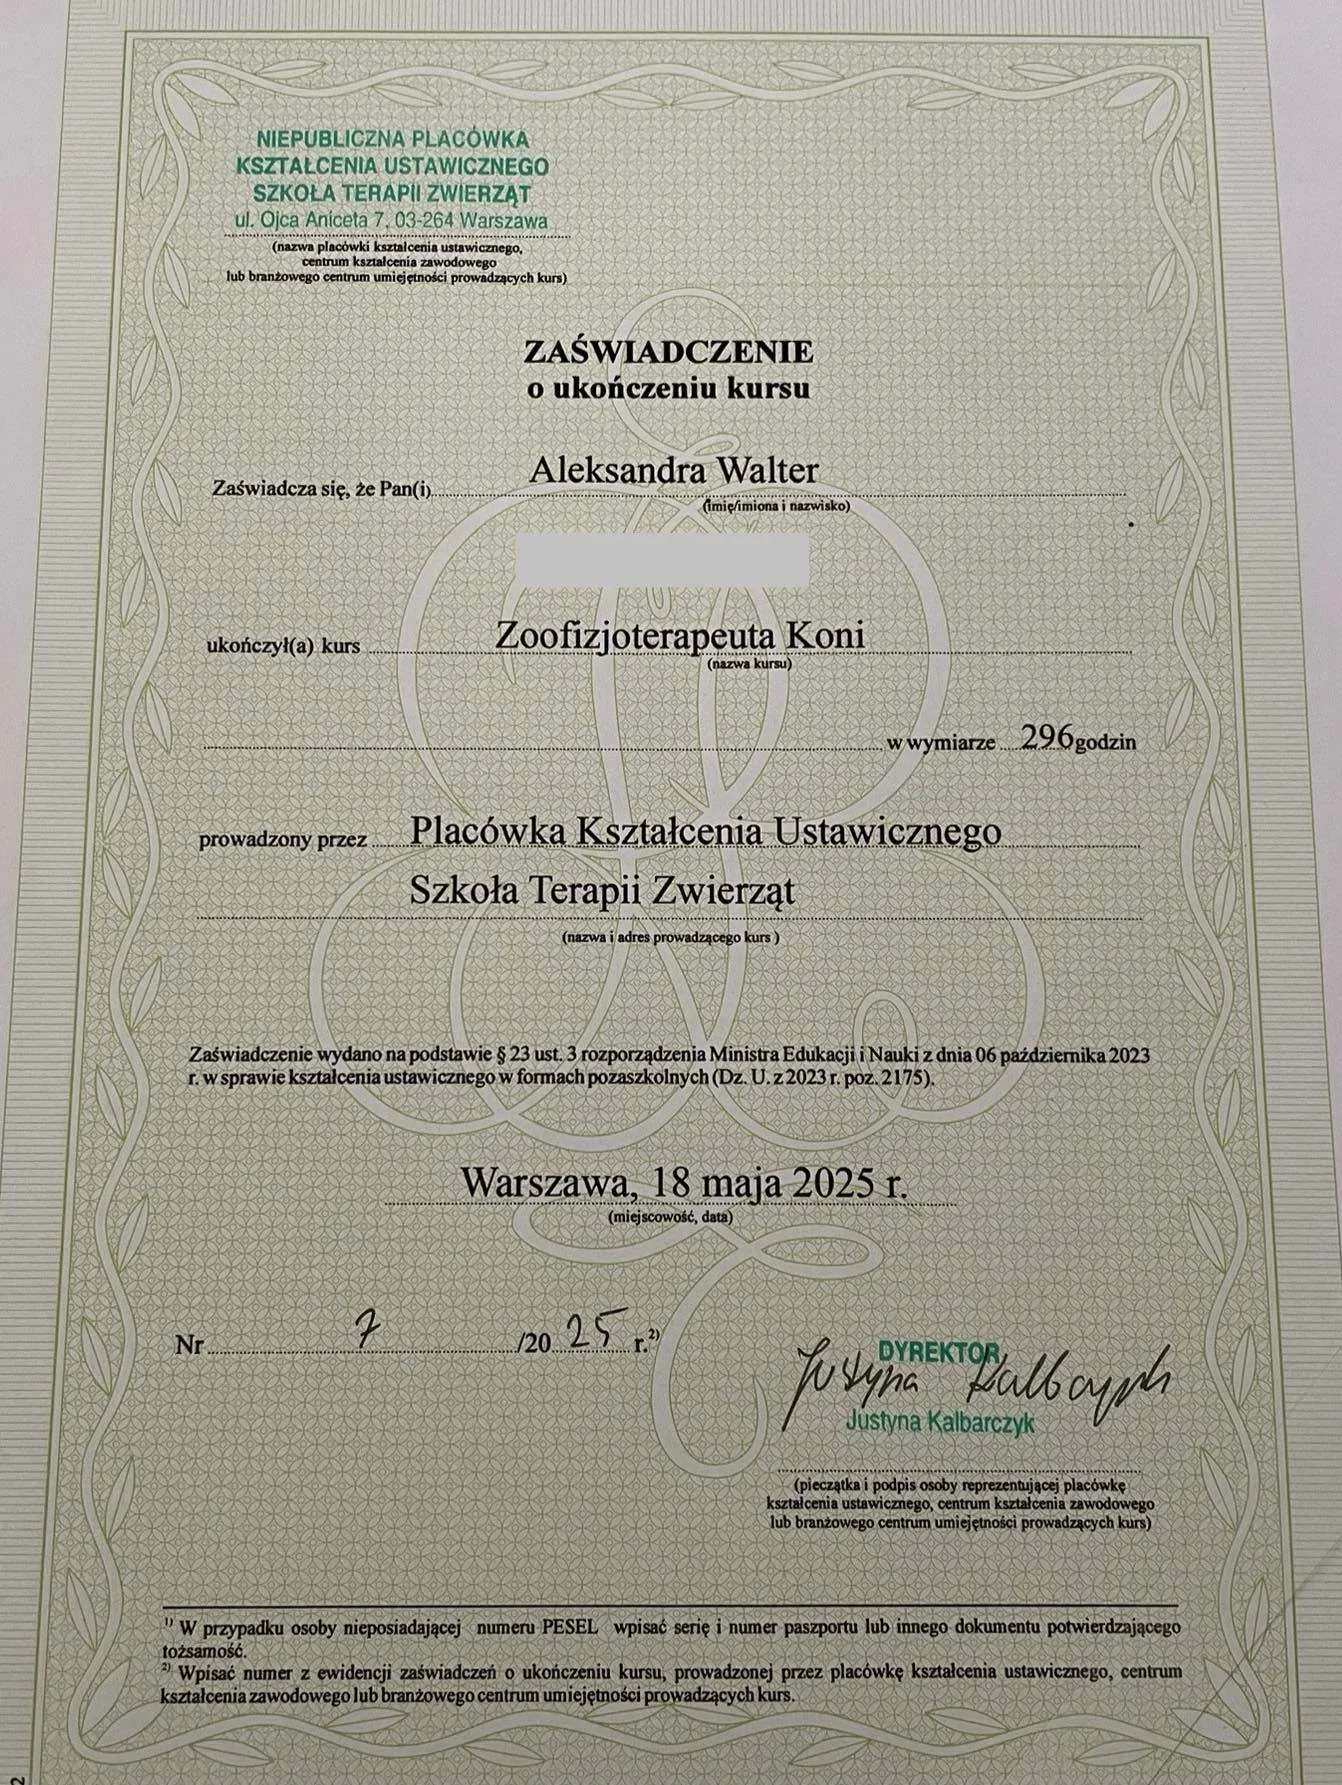 NIEPUBLICZNA PLACÓWKA
KSZTAŁCENIA USTAWICZNEGO
SZKOŁA TERAPII ZWIERZĄT
ul. Ojca Aniceta 7, 03-264 Warszawa
(nazwa placówki kształcenia ustawicznego,
centrum kształcenia zawodowego
lub branżowego centrum umiejętności prowadzących kurs)
ZAŚWIADCZENIE
o ukończeniu kursu
Zaświadcza się, że Pan(i) Aleksandra Walter
(imię/imiona i nazwisko)
ukończył(a) kurs Zoofizjoterapeuta Koni
(nazwa kursu)
w wymiarze 296 godzin
prowadzony przez Placówka Kształcenia Ustawicznego
Szkoła Terapii Zwierząt
(nazwa i adres prowadzącego kurs )
Zaświadczenie wydano na podstawie § 23 ust. 3 rozporządzenia Ministra Edukacji i Nauki z dnia 06 października 2023
r. w sprawie kształcenia ustawicznego w formach pozaszkolnych (Dz. U. z 2023 r. poz. 2175).
Warszawa, 18 maja 2025 r.
(miejscowość, data)
Nr 7 /20 25 r.²⁾
DYREKTOR
Justyna Kalbarczyk
Justyna Kalbarczyk
(pieczątka i podpis osoby reprezentującej placówkę
kształcenia ustawicznego, centrum kształcenia zawodowego
lub branżowego centrum umiejętności prowadzących kurs)
¹⁾ W przypadku osoby nieposiadającej numeru PESEL wpisać serię i numer paszportu lub innego dokumentu potwierdzającego
tożsamość.
²⁾ Wpisać numer z ewidencji zaświadczeń o ukończeniu kursu, prowadzonej przez placówkę kształcenia ustawicznego, centrum
kształcenia zawodowego lub branżowego centrum umiejętności prowadzących kurs.
2